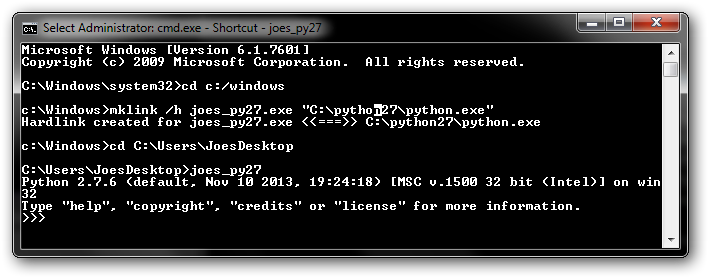 Select Administrator: cmd.exe - Shortcut - joes_py27
Microsoft Windows [Version 6.1.7601]
Copyright (c) 2009 Microsoft Corporation.  All rights reserved.
C:\Windows\system32>cd c:/windows
c:\Windows>mklink /h joes_py27.exe "C:\python27\python.exe"
Hardlink created for joes_py27.exe <<===>> C:\python27\python.exe
c:\Windows>cd C:\Users\JoesDesktop
C:\Users\JoesDesktop>joes_py27
Python 2.7.6 (default, Nov 10 2013, 19:24:18) [MSC v.1500 32 bit (Intel)] on win
32
Type "help", "copyright", "credits" or "license" for more information.
>>>